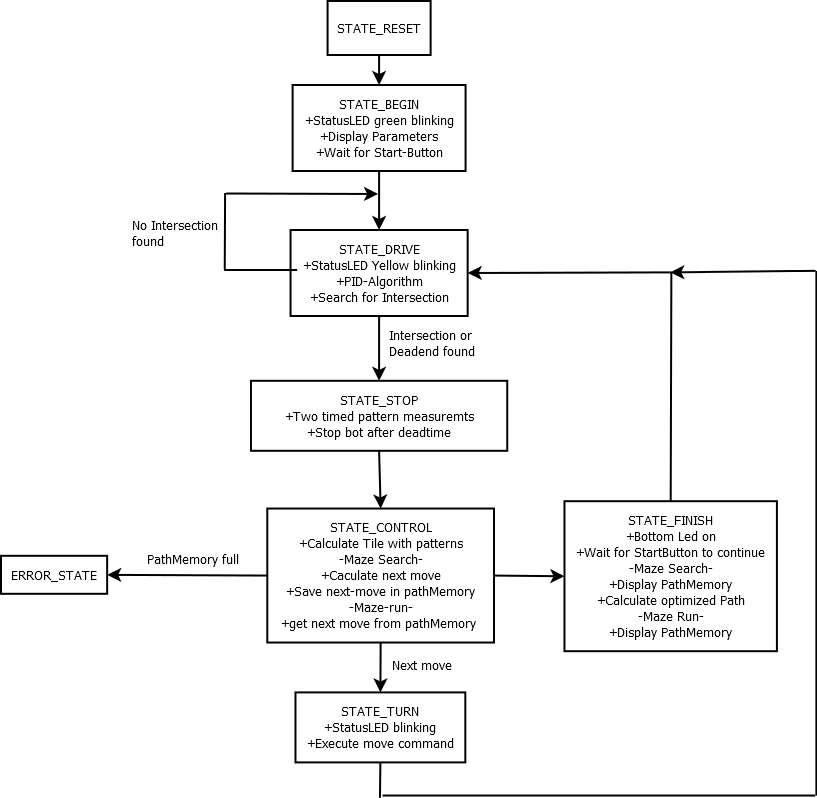 STATE_RESET
STATE_BEGIN
+StatusLED green blinking
+Display Parameters
+Wait for Start-Button
No Intersection
found
STATE_DRIVE
+StatusLED Yellow blinking
+PID-Algorithm
+Search for Intersection
Intersection or
Deadend found
STATE_STOP
+Two timed pattern measuremts
+Stop bot after deadtime
STATE_CONTROL
+Calculate Tile with patterns
-Maze Search-
+Caculate next move
+Save next-move in pathMemory
-Maze-run-
+get next move from pathMemory
PathMemory full
ERROR_STATE
STATE_FINISH
+Bottom Led on
+Wait for StartButton to continue
-Maze Search-
+Display PathMemory
+Calculate optimized Path
-Maze Run-
+Display PathMemory
Next move
STATE_TURN
+StatusLED blinking
+Execute move command